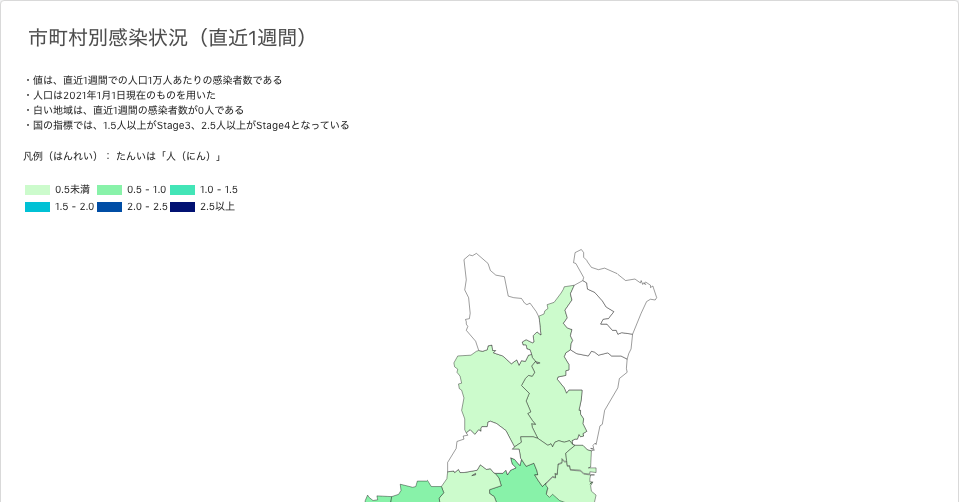 市町村別感染状況（直近1週間）
・値は、直近1週間での人口1万人あたりの感染者数である
・人口は2021年1月1日現在のものを用いた
・白い地域は、直近1週間の感染者数が0人である
・国の指標では、1.5人以上がStage3、2.5人以上がStage4となっている
凡例（はんれい）： たんいは「人（にん）」
0.5未満 0.5 - 1.0 1.0 - 1.5
1.5 - 2.0 2.0 - 2.5 2.5以上